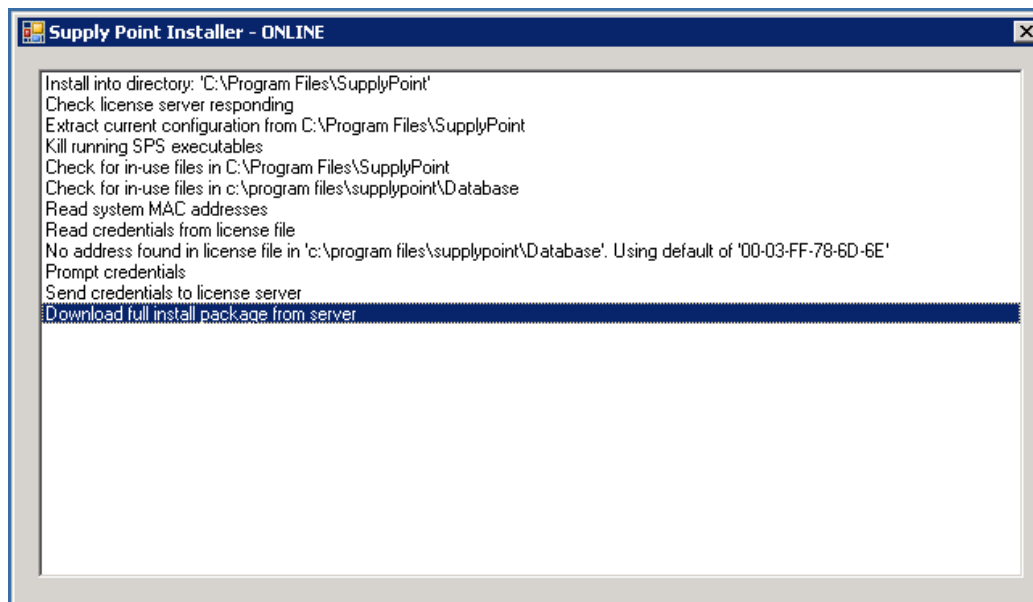 Supply Point Installer - ONLINE
Install into directory: 'C:\Program Files\SupplyPoint'
Check license server responding
Extract current configuration from C:\Program Files\SupplyPoint
Kill running SPS executables
Check for in-use files in C:\Program Files\SupplyPoint
Check for in-use files in c:\program files\supplypoint\Database
Read system MAC addresses
Read credentials from license file
No address found in license file in 'c:\program files\supplypoint\Database'. Using default of '00-03-FF-78-6D-6E'
Prompt credentials
Send credentials to license server
Download full install package from server